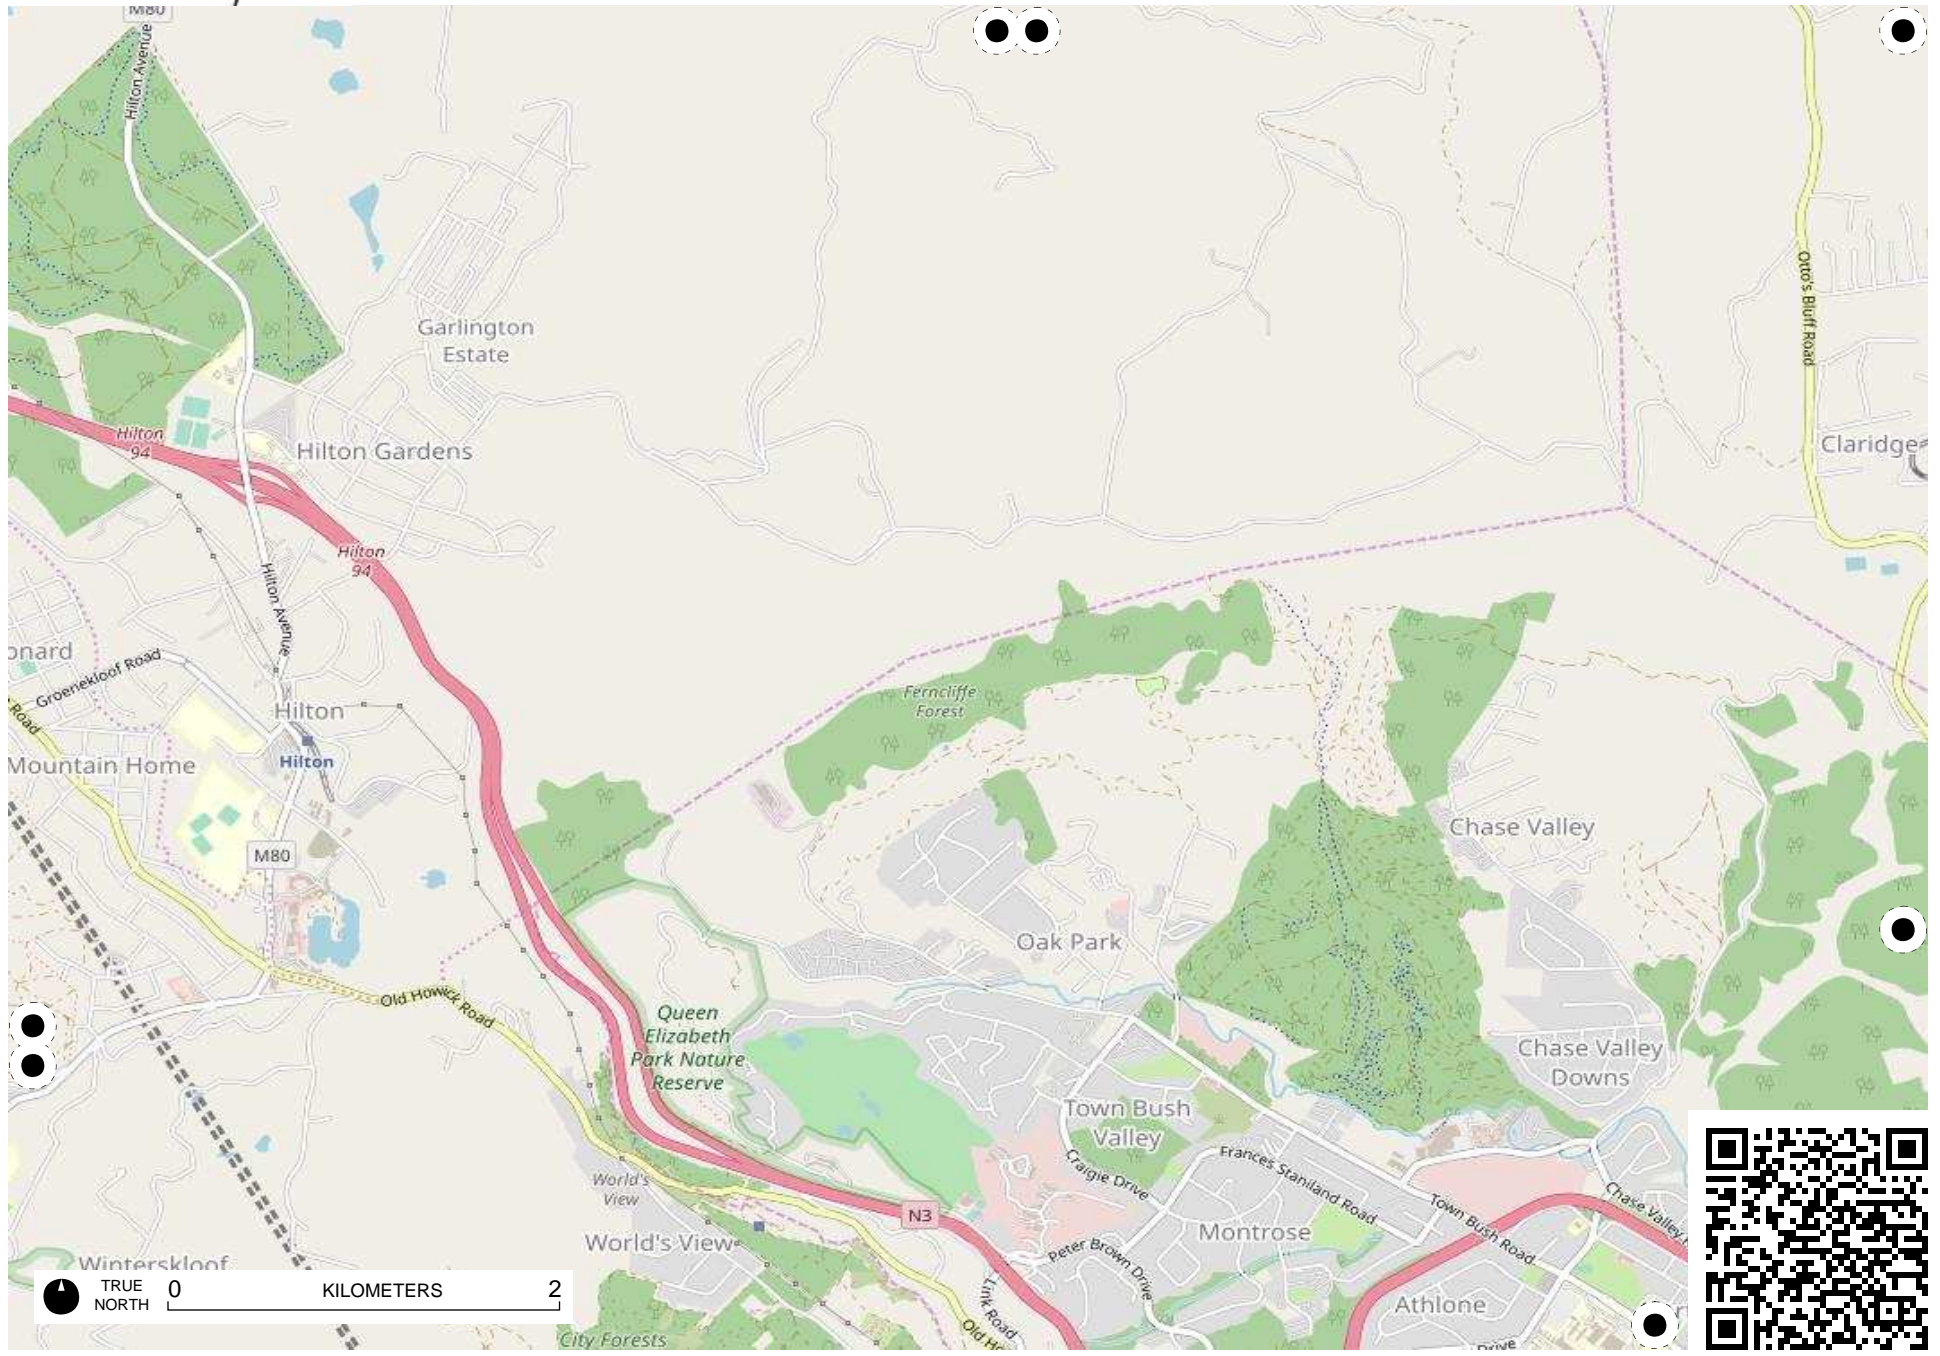 M80
Hilton Avenue
Otto's Bluff Road
Garlington
Estate
Hilton
94
Hilton Gardens
Claridge
Hilton
94
Hilton Avenue
onard
Groenekloof Road
Road
Hilton
Hilton
Mountain Home
Ferncliffe
Forest
Chase Valley
M80
Oak Park
Old Howick Road
Queen
Elizabeth
Park Nature
Reserve
Chase Valley
Downs
Town Bush
Valley
Craigie Drive
Frances Staniland Road
World's
View
Town Bush Road
Chase Valley
N3
World's View
Montrose
Peter Brown Drive
Winterskloof
Link Road
TRUE
NORTH
0
KILOMETERS
2
Athlone
City Forests
Old Ho
Drive